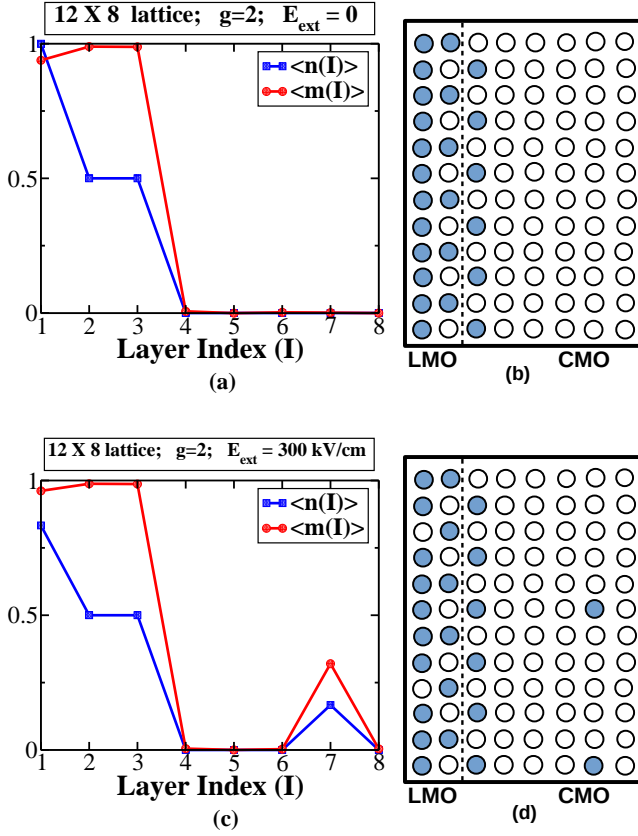 12 X 8 lattice; g=2; E_ext = 0
1
0.5
0
<n(I)>
<m(I)>
1 2 3 4 5 6 7 8
Layer Index (I)
(a)
LMO CMO
(b)
12 X 8 lattice; g=2; E_ext = 300 kV/cm
1
0.5
0
<n(I)>
<m(I)>
1 2 3 4 5 6 7 8
Layer Index (I)
(c)
LMO CMO
(d)